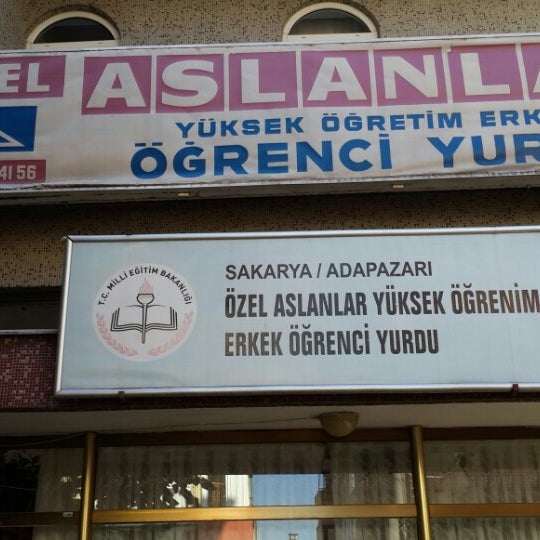 EL ASLANLA
YÜKSEK ÖĞRETİM ERK
ÖĞRENCİ YUR
41 56
T.C. MİLLİ EĞİTİM BAKANLIĞI
SAKARYA / ADAPAZARI
ÖZEL ASLANLAR YÜKSEK ÖĞRENİM
ERKEK ÖĞRENCİ YURDU